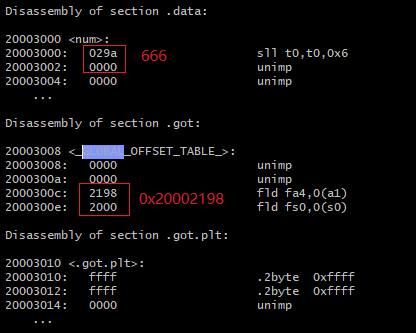 Disassembly of section .data:
20003000 <num>:
20003000: 029a sll t0,t0,0x6
20003002: 0000 unimp
666
20003004: 0000 unimp
...
Disassembly of section .got:
20003008 <_GLOBAL_OFFSET_TABLE_>:
20003008: 0000 unimp
2000300a: 0000 unimp
2000300c: 2198 fld fa4,0(a1)
2000300e: 2000 fld fs0,0(s0)
0x20002198
Disassembly of section .got.plt:
20003010 <.got.plt>:
20003010: ffff .2byte 0xffff
20003012: ffff .2byte 0xffff
20003014: 0000 unimp
...